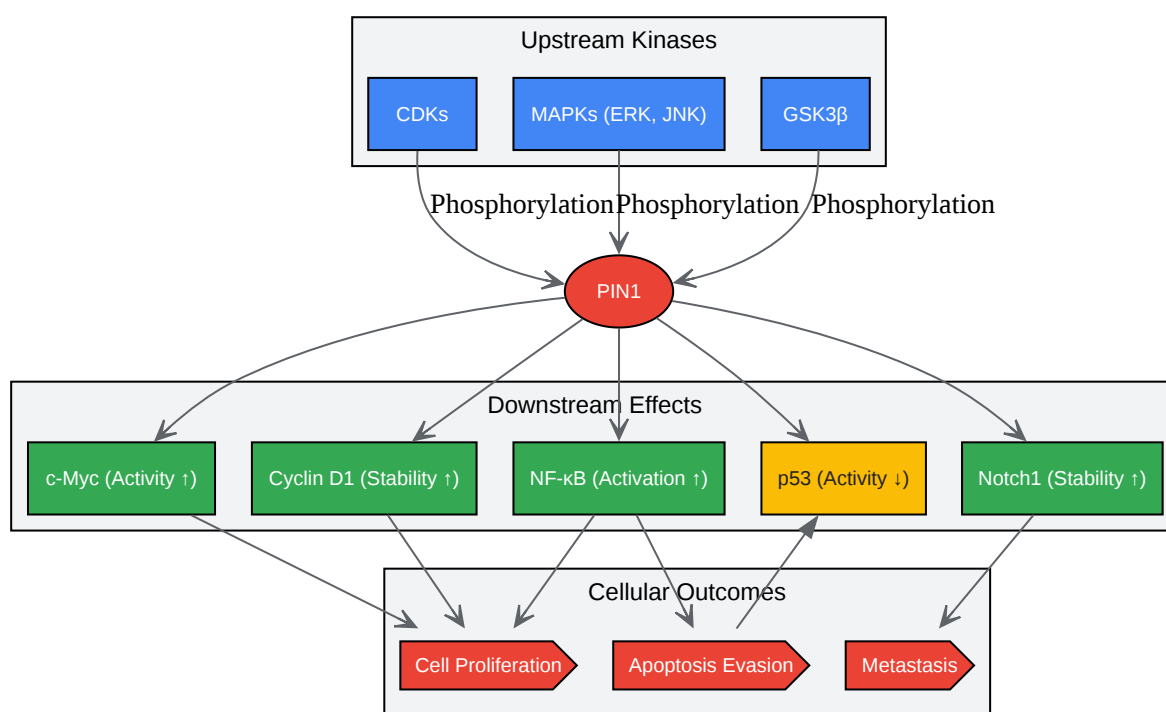 Upstream Kinases
CDKs
MAPKs (ERK, JNK)
GSK3β
Phosphorylation
Phosphorylation
Phosphorylation
PIN1
Downstream Effects
c-Myc (Activity ↑)
Cyclin D1 (Stability ↑)
NF-κB (Activation ↑)
p53 (Activity ↓)
Notch1 (Stability ↑)
Cellular Outcomes
Cell Proliferation
Apoptosis Evasion
Metastasis